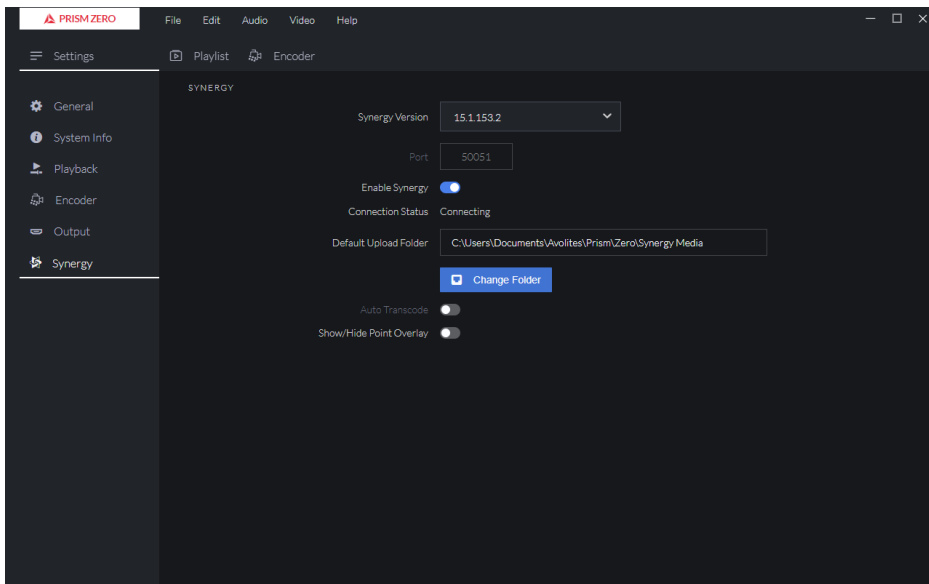 PRISM ZERO File Edit Audio Video Help
Settings Playlist Encoder
SYNERGY
General
System Info
Playback
Encoder
Output
Synergy
Synergy Version 15.1.153.2
Port 50051
Enable Synergy
Connection Status Connecting
Default Upload Folder C:\Users\Documents\Avolites\Prism\Zero\Synergy Media
Change Folder
Auto Transcode
Show/Hide Point Overlay